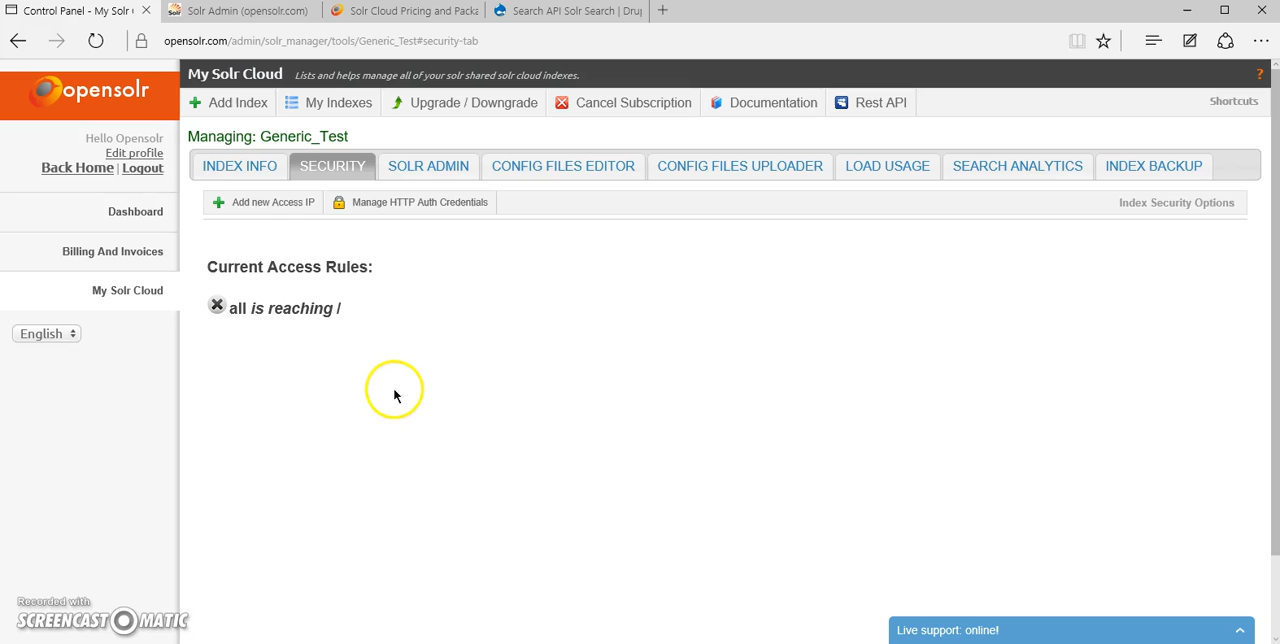 Control Panel - My Solr
Solr Admin (opensolr.com)
Solr Cloud Pricing and Packa
Search API Solr Search | Dru
opensolr.com/admin/solr_manager/tools/Generic_Test#security-tab
opensolr
My Solr Cloud Lists and helps manage all of your solr shared solr cloud indexes. ?
Add Index
My Indexes
Upgrade / Downgrade
Cancel Subscription
Documentation
Rest API
Shortcuts
Hello Opensolr
Edit profile
Back Home | Logout
Dashboard
Billing And Invoices
My Solr Cloud
English
Managing: Generic_Test
INDEX INFO
SECURITY
SOLR ADMIN
CONFIG FILES EDITOR
CONFIG FILES UPLOADER
LOAD USAGE
SEARCH ANALYTICS
INDEX BACKUP
Add new Access IP
Manage HTTP Auth Credentials
Index Security Options
Current Access Rules:
all is reaching /
Recorded with
SCREENCAST MATIC
Live support: online!